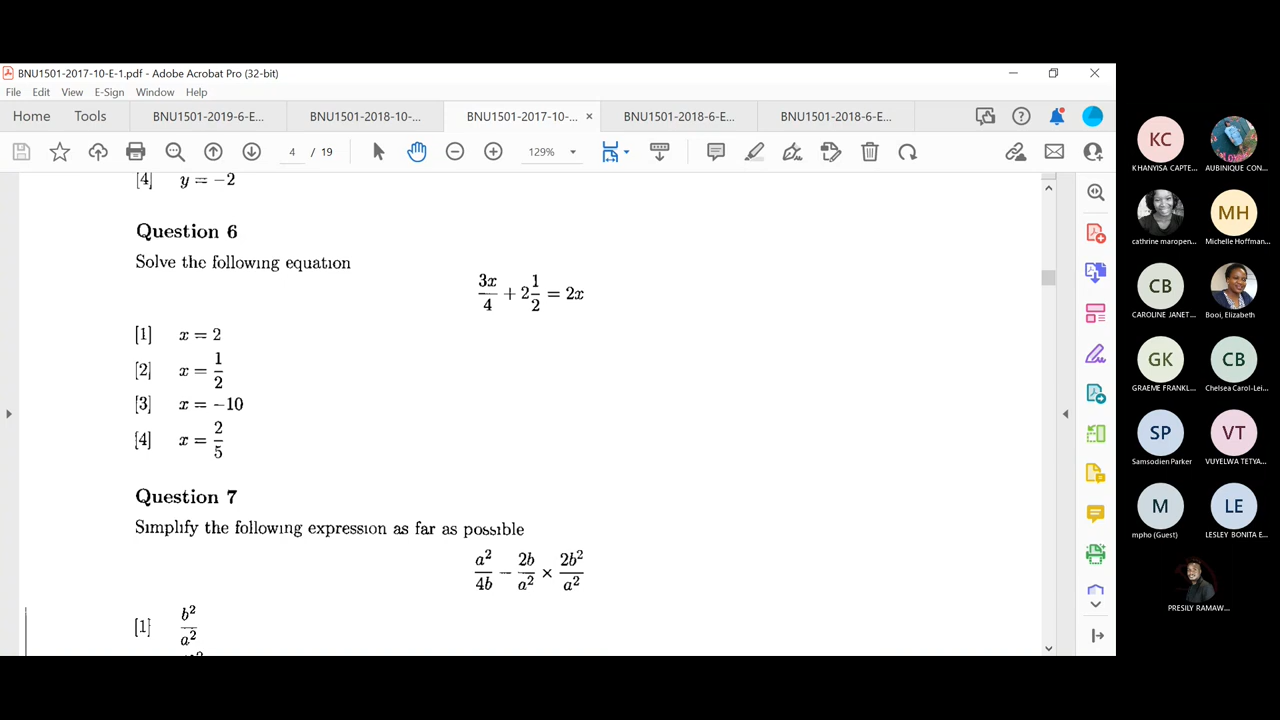 BNU1501-2017-10-E-1.pdf - Adobe Acrobat Pro (32-bit)
File Edit View E-Sign Window Help
Home Tools BNU1501-2019-6-E... BNU1501-2018-10-... BNU1501-2017-10-... × BNU1501-2018-6-E... BNU1501-2018-6-E...
4 / 19 129%
[4] y = −2
Question 6
Solve the following equation
3x/4 + 2 1/2 = 2x
[1] x = 2
[2] x = 1/2
[3] x = −10
[4] x = 2/5
Question 7
Simplify the following expression as far as possible
a²/4b − 2b/a² × 2b²/a²
[1] b²/a²
KC
KHANYISA CAPTE...
AUBINIQUE CON...
cathrine maropen...
MH
Michelle Hoffman...
CB
CAROLINE JANET...
Booi, Elizabeth
GK
GRAEME FRANKL...
CB
Chelsea Carol-Lei...
SP
Samsodien Parker
VT
VUYELWA TETYA...
M
mpho (Guest)
LE
LESLEY BONITA E...
PRESILY RAMAW...